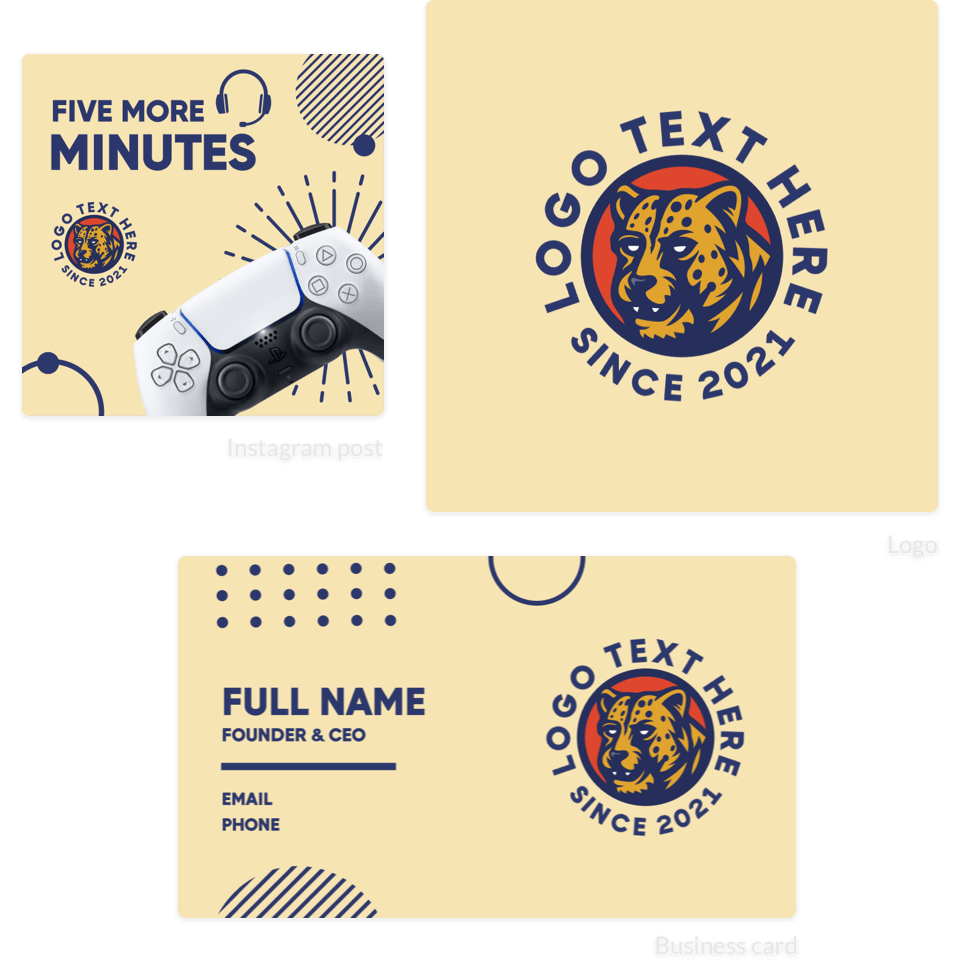 FIVE MORE
MINUTES
LOGO TEXT HERE
SINCE 2021
Instagram post
LOGO TEXT HERE
SINCE 2021
Logo
FULL NAME
FOUNDER & CEO
EMAIL
PHONE
LOGO TEXT HERE
SINCE 2021
Business card